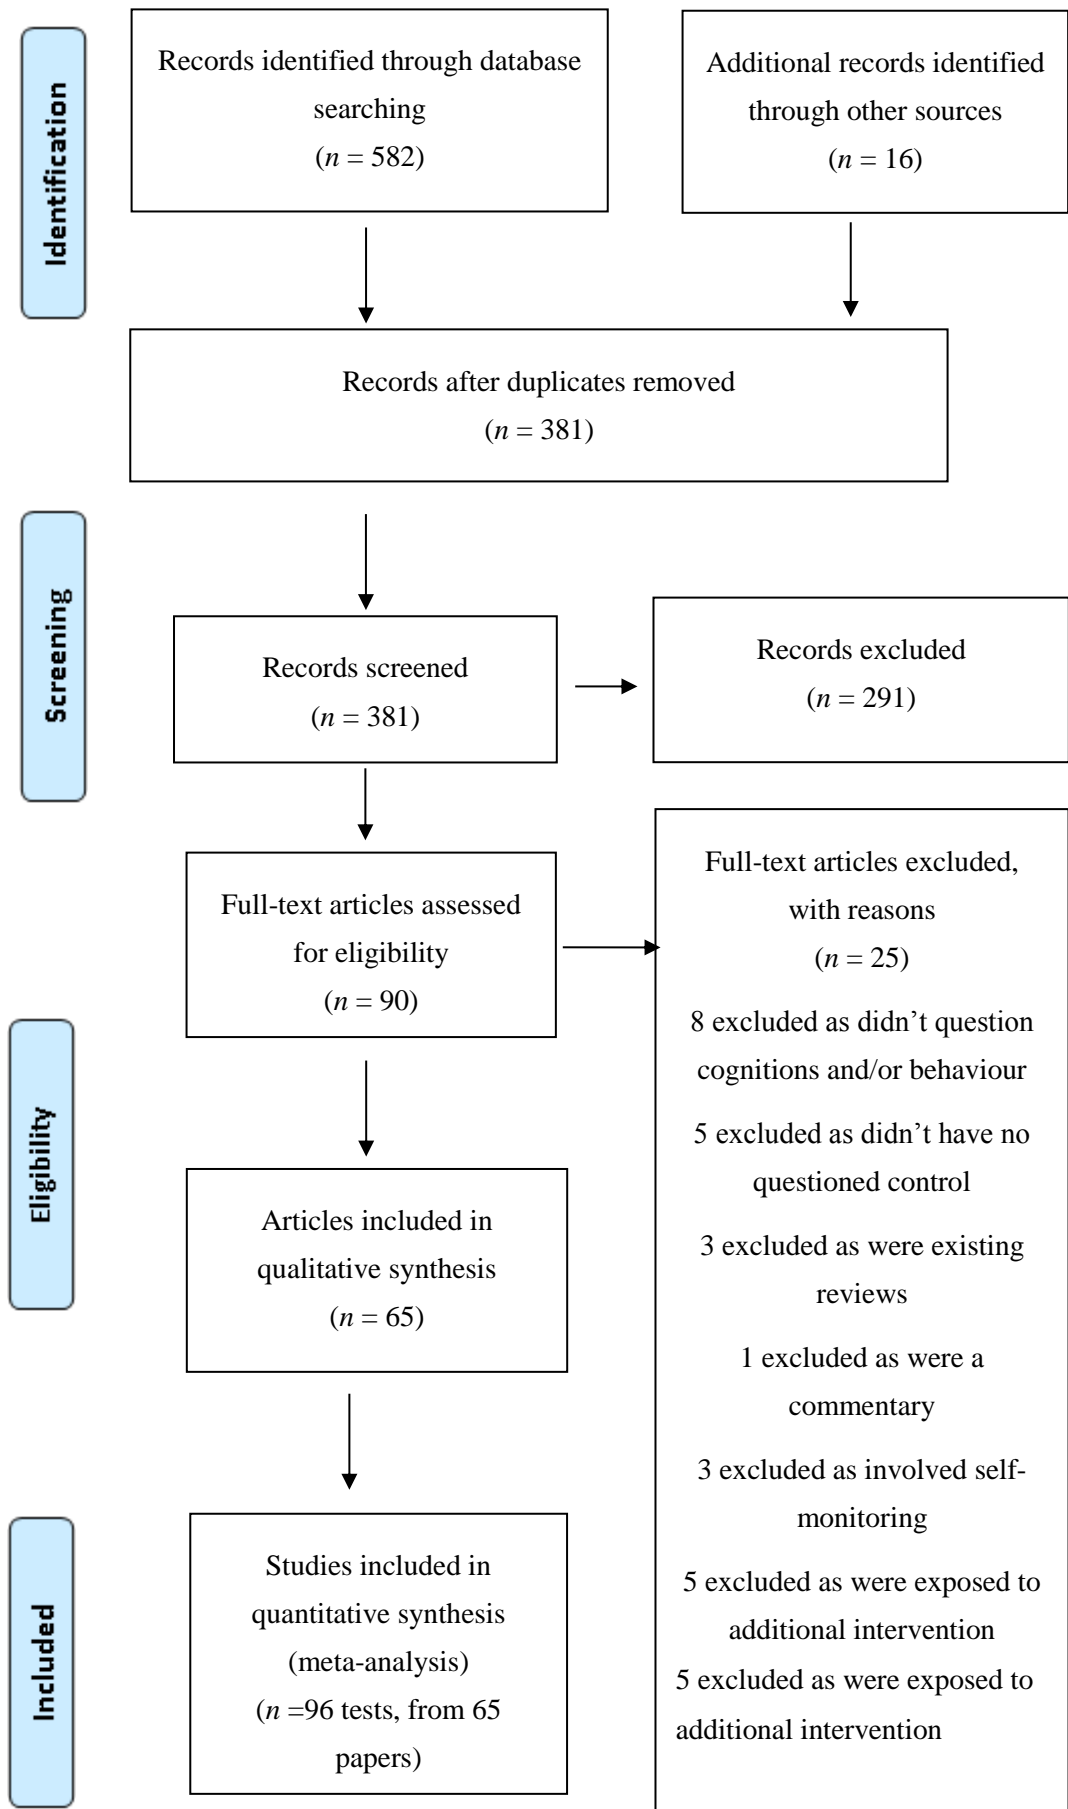 Identification
Records identified through database
searching
(n = 582)
Additional records identified
through other sources
(n = 16)
Records after duplicates removed
(n = 381)
Screening
Records screened
(n = 381)
Records excluded
(n = 291)
Eligibility
Full-text articles assessed
for eligibility
(n = 90)
Full-text articles excluded,
with reasons
(n = 25)
8 excluded as didn’t question
cognitions and/or behaviour
5 excluded as didn’t have no
questioned control
3 excluded as were existing
reviews
1 excluded as were a
commentary
3 excluded as involved self-
monitoring
5 excluded as were exposed to
additional intervention
5 excluded as were exposed to
additional intervention
Articles included in
qualitative synthesis
(n = 65)
Included
Studies included in
quantitative synthesis
(meta-analysis)
(n =96 tests, from 65
papers)